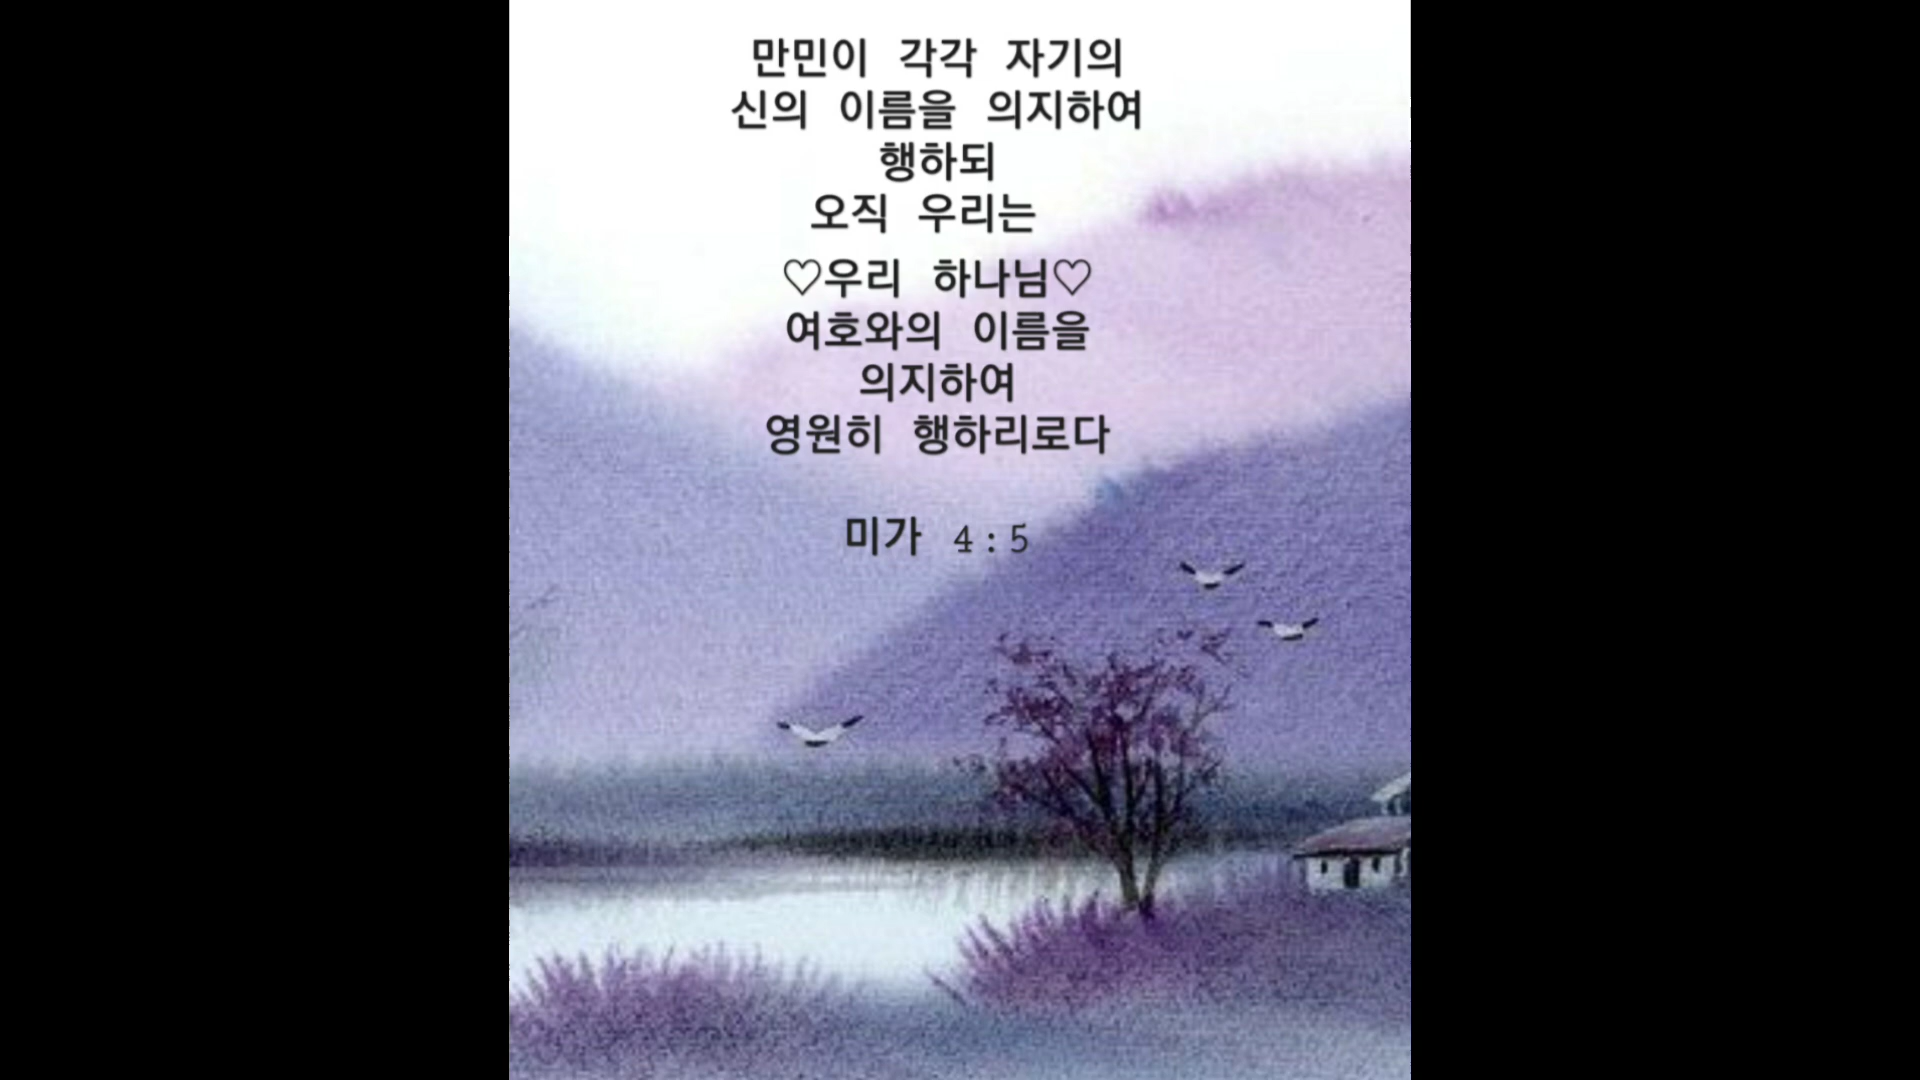 만민이 각각 자기의
신의 이름을 의지하여
행하되
오직 우리는
♡우리 하나님♡
여호와의 이름을
의지하여
영원히 행하리로다
미가 4:5